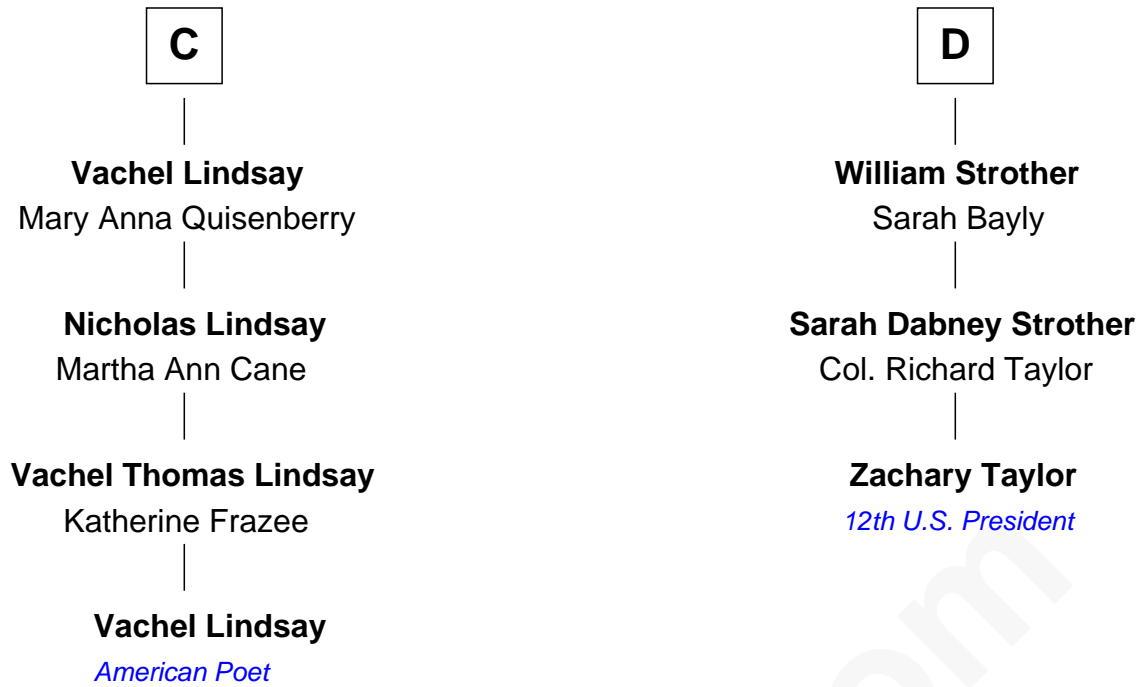 C
Vachel Lindsay
Mary Anna Quisenberry
Nicholas Lindsay
Martha Ann Cane
Vachel Thomas Lindsay
Katherine Frazee
Vachel Lindsay
American Poet
D
William Strother
Sarah Bayly
Sarah Dabney Strother
Col. Richard Taylor
Zachary Taylor
12th U.S. President
om